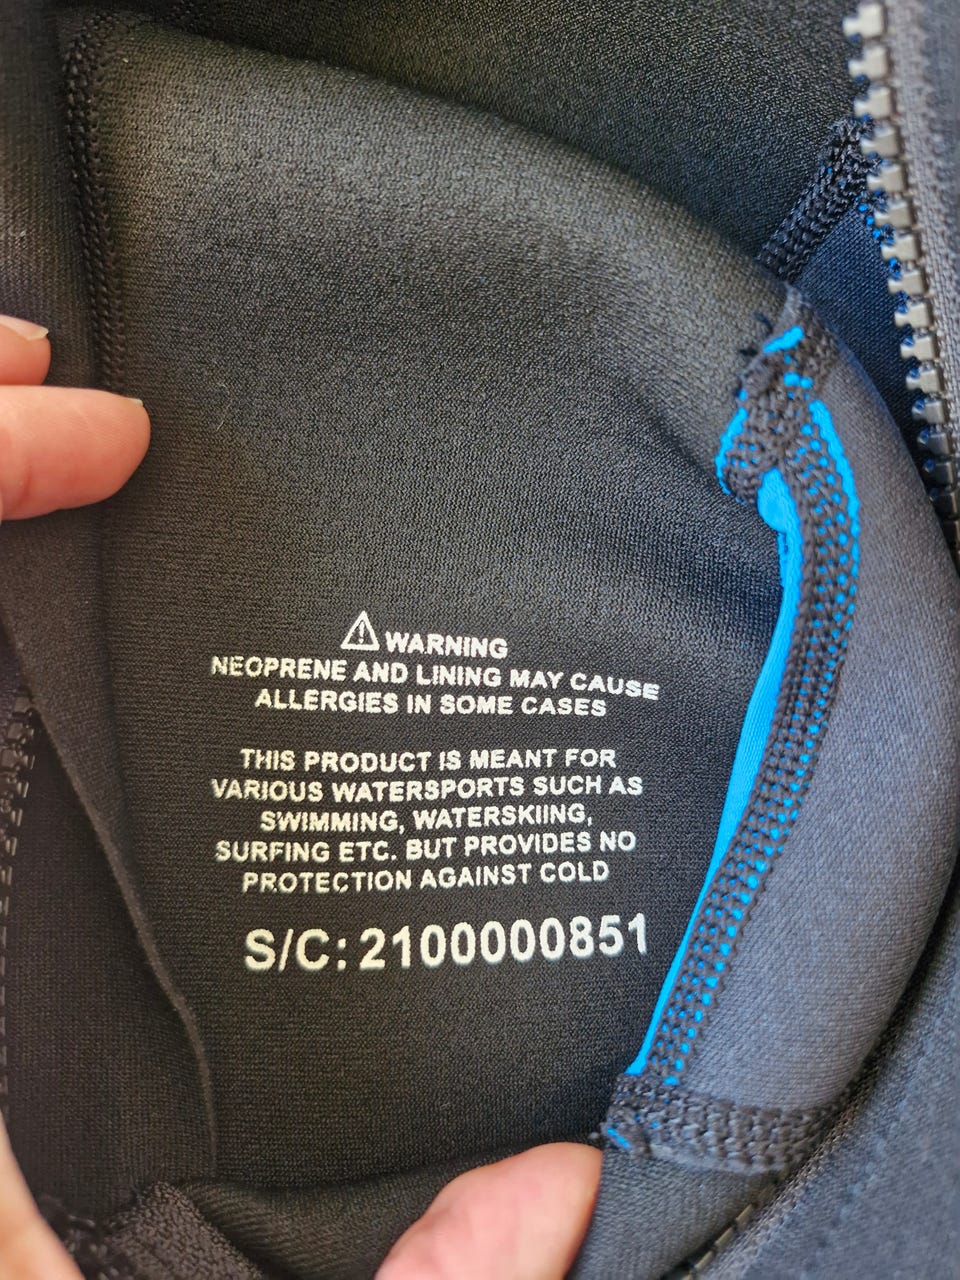 WARNING
NEOPRENE AND LINING MAY CAUSE
ALLERGIES IN SOME CASES
THIS PRODUCT IS MEANT FOR
VARIOUS WATERSPORTS SUCH AS
SWIMMING, WATERSKIING,
SURFING ETC. BUT PROVIDES NO
PROTECTION AGAINST COLD
S/C: 2100000851